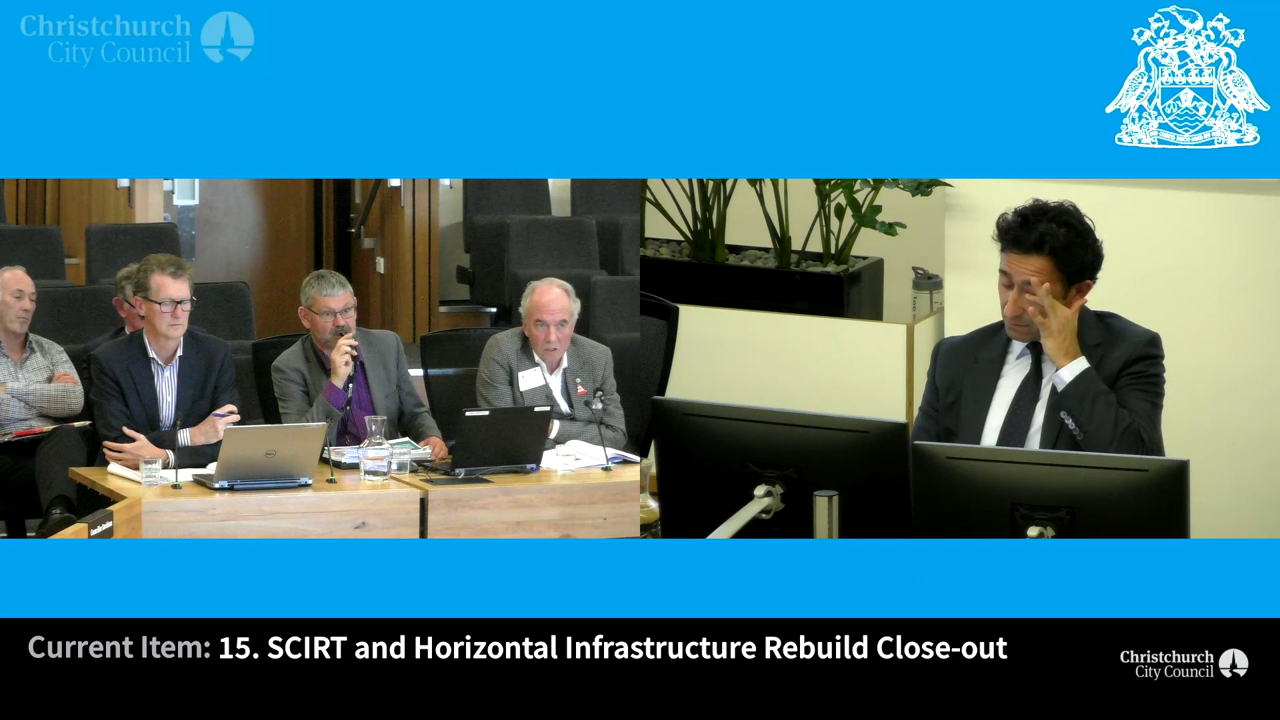 Christchurch
City Council
Current Item: 15. SCIRT and Horizontal Infrastructure Rebuild Close-out
Christchurch
City Council